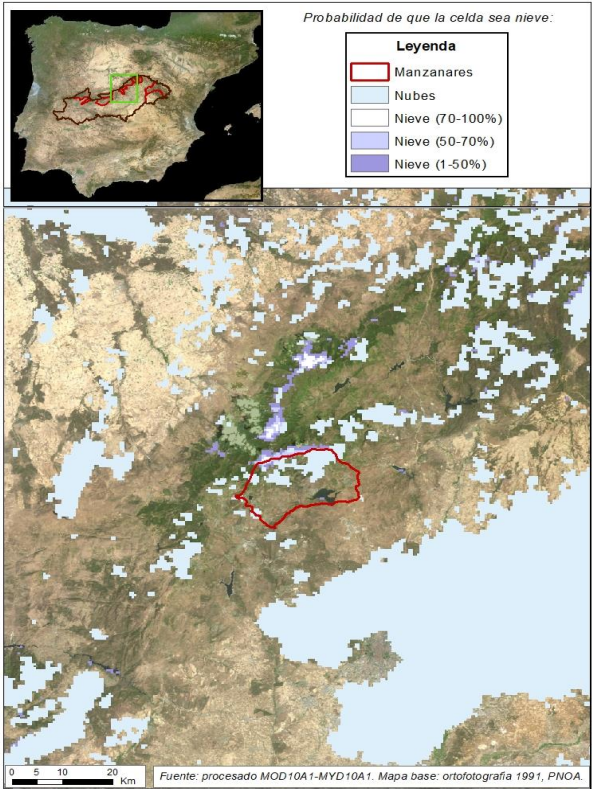 Probabilidad de que la celda sea nieve:
Leyenda
Manzanares
Nubes
Nieve (70-100%)
Nieve (50-70%)
Nieve (1-50%)
0 5 10 20
Km
Fuente: procesado MOD10A1-MYD10A1. Mapa base: ortofotografía 1991, PNOA.